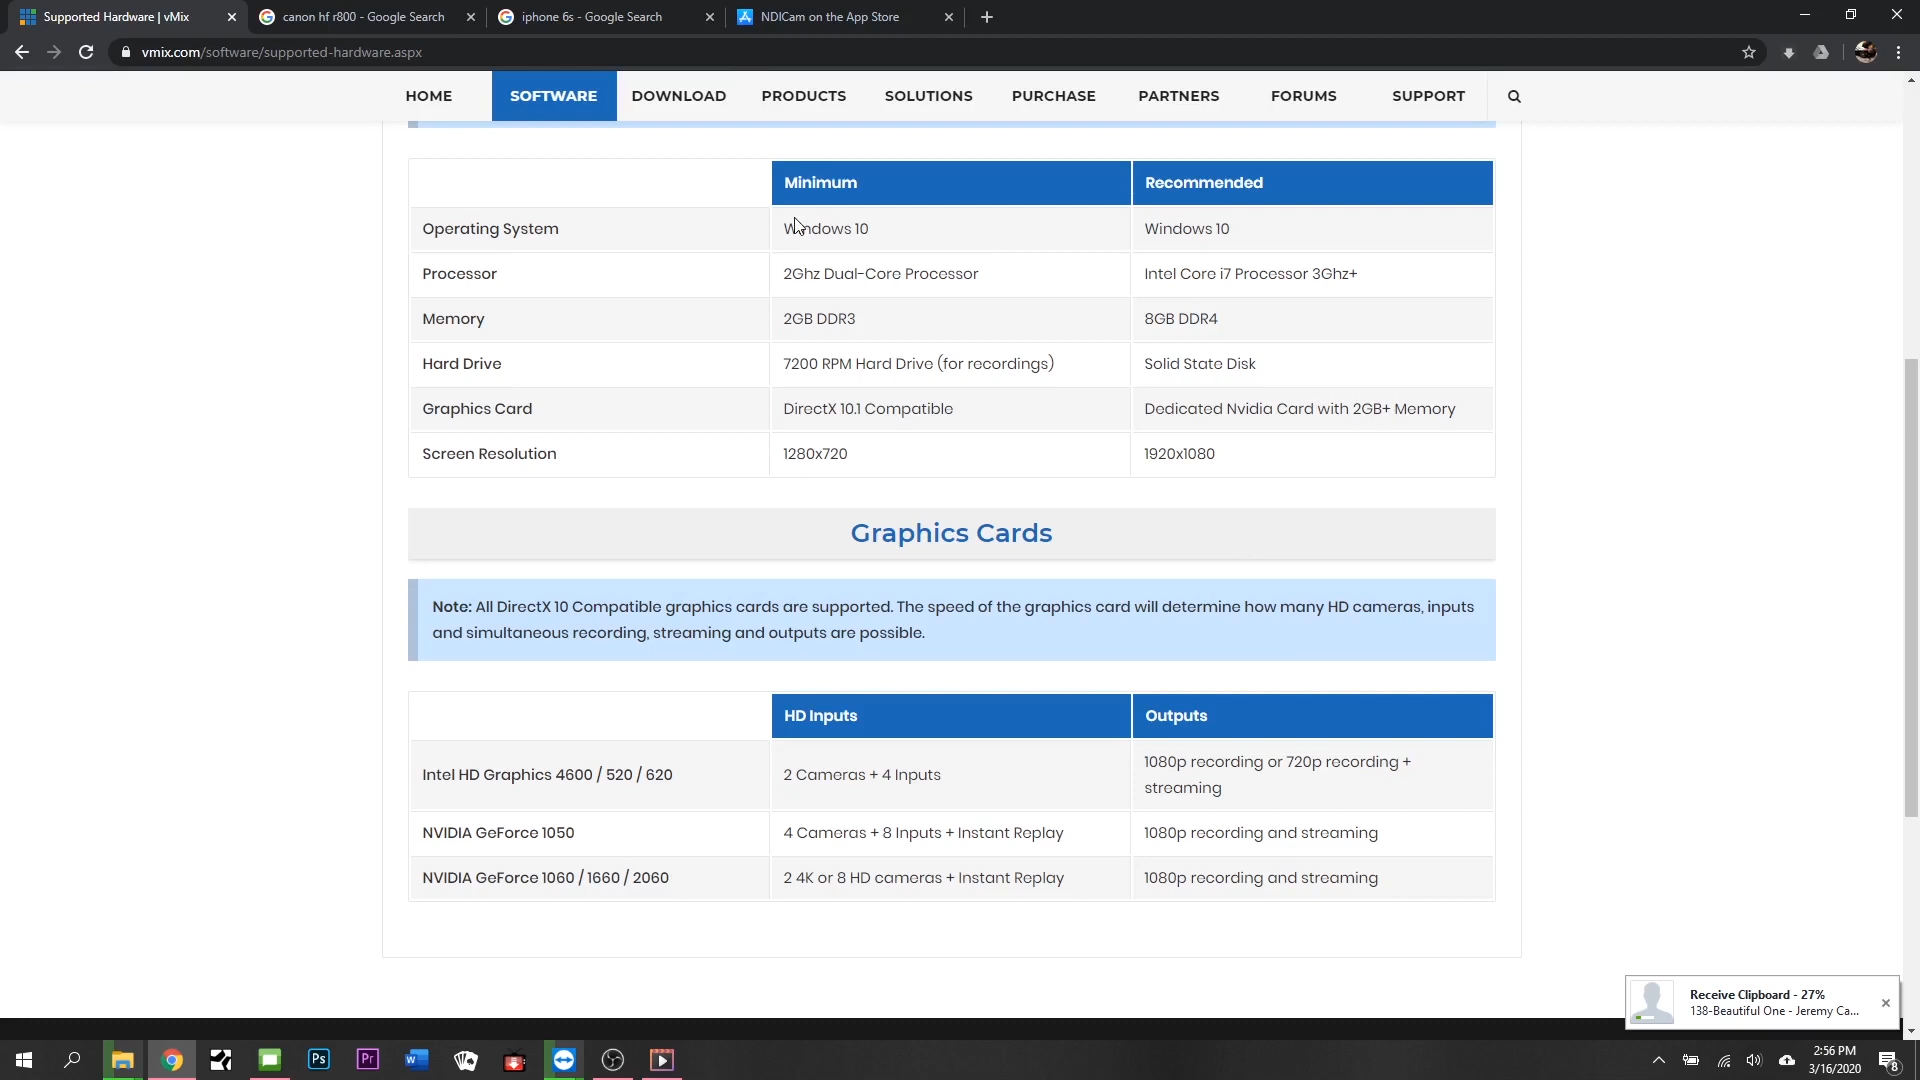 Supported Hardware | vMix
canon hf r800 - Google Search
iphone 6s - Google Search
NDICam on the App Store
vmix.com/software/supported-hardware.aspx
HOME SOFTWARE DOWNLOAD PRODUCTS SOLUTIONS PURCHASE PARTNERS FORUMS SUPPORT
Minimum Recommended
Operating System Windows 10 Windows 10
Processor 2Ghz Dual-Core Processor Intel Core i7 Processor 3Ghz+
Memory 2GB DDR3 8GB DDR4
Hard Drive 7200 RPM Hard Drive (for recordings) Solid State Disk
Graphics Card DirectX 10.1 Compatible Dedicated Nvidia Card with 2GB+ Memory
Screen Resolution 1280x720 1920x1080
Graphics Cards
Note: All DirectX 10 Compatible graphics cards are supported. The speed of the graphics card will determine how many HD cameras, inputs
and simultaneous recording, streaming and outputs are possible.
HD Inputs Outputs
Intel HD Graphics 4600 / 520 / 620 2 Cameras + 4 Inputs 1080p recording or 720p recording +
streaming
NVIDIA GeForce 1050 4 Cameras + 8 Inputs + Instant Replay 1080p recording and streaming
NVIDIA GeForce 1060 / 1660 / 2060 2 4K or 8 HD cameras + Instant Replay 1080p recording and streaming
Receive Clipboard - 27%
138-Beautiful One - Jeremy Ca...
Ps
Pr
W
2:56 PM
3/16/2020
8